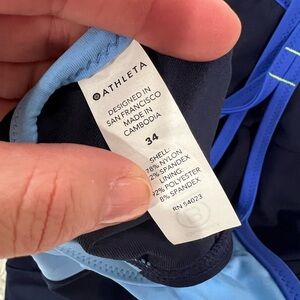 ATHLETA
DESIGNED IN
SAN FRANCISCO
MADE IN
CAMBODIA
34
SHELL:
78% NYLON
22% SPANDEX
LINING:
92% POLYESTER
8% SPANDEX
RN 54023